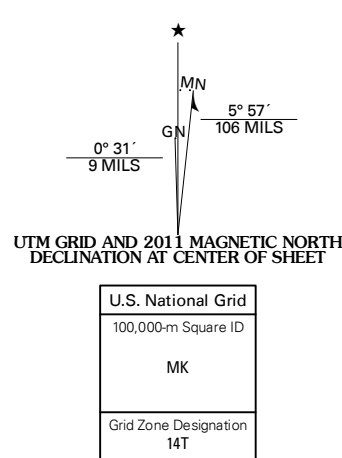 ★
MN
GN
5° 57´
106 MILS
0° 31´
9 MILS
UTM GRID AND 2011 MAGNETIC NORTH
DECLINATION AT CENTER OF SHEET
U.S. National Grid
100,000-m Square ID
MK
Grid Zone Designation
14T